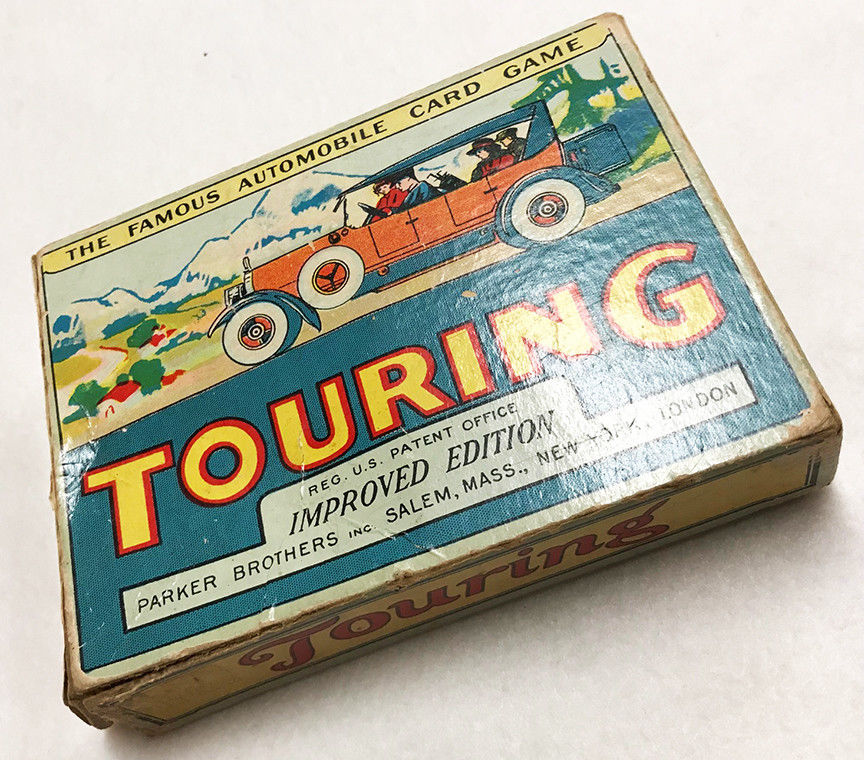 THE FAMOUS AUTOMOBILE CARD GAME
TOURING
REG. U.S. PATENT OFFICE
IMPROVED EDITION
PARKER BROTHERS INC. SALEM, MASS., NEW YORK, LONDON
Touring